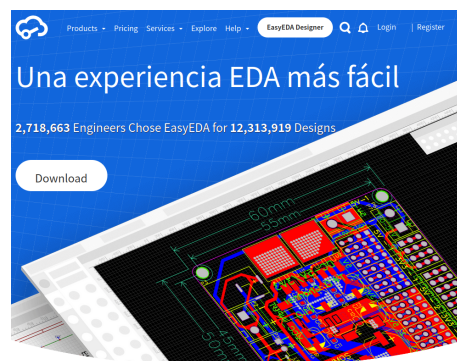 Products Pricing Services Explore Help EasyEDA Designer Login | Register
Una experiencia EDA más fácil
2,718,663 Engineers Chose EasyEDA for 12,313,919 Designs
Download
60mm
55mm
50mm
45mm